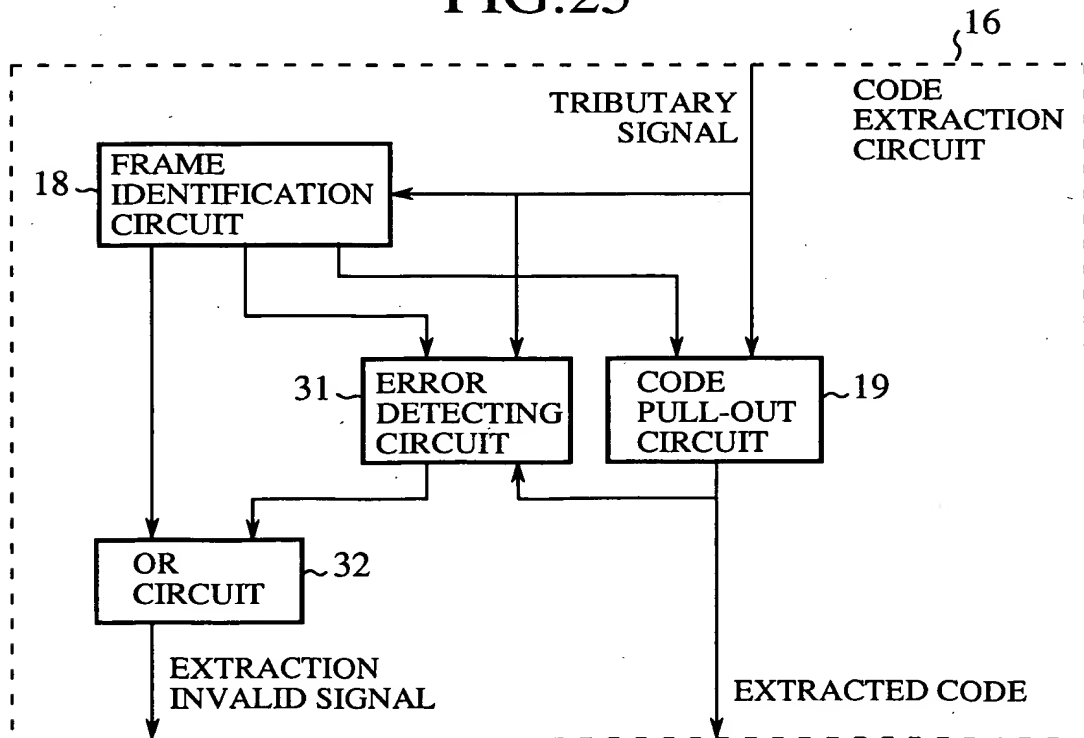 FIG.25
16
TRIBUTARY
SIGNAL
CODE
EXTRACTION
CIRCUIT
18
FRAME
IDENTIFICATION
CIRCUIT
31
ERROR
DETECTING
CIRCUIT
CODE
PULL-OUT
CIRCUIT
19
OR
CIRCUIT
32
EXTRACTION
INVALID SIGNAL
EXTRACTED CODE